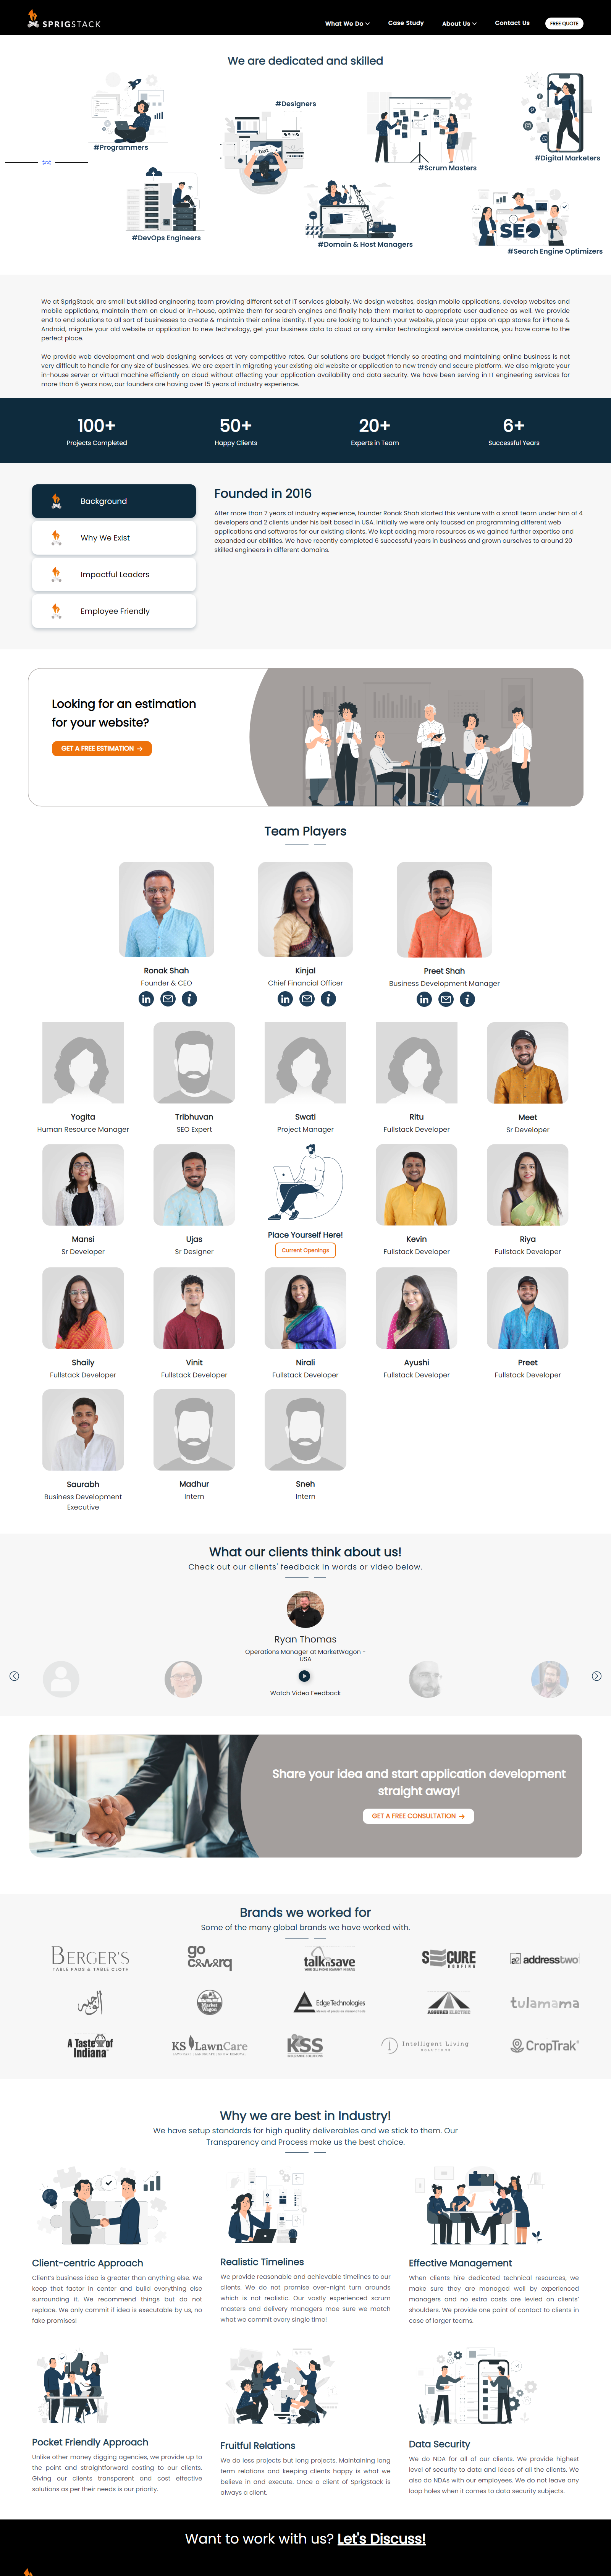 SPRIGSTACK
What We Do
Case Study
About Us
Contact Us
FREE QUOTE
We are dedicated and skilled
#Programmers
#Designers
#Scrum Masters
#Digital Marketers
#DevOps Engineers
#Domain & Host Managers
#Search Engine Optimizers
We at SprigStack, are small but skilled engineering team providing different set of IT services globally. We design websites, design mobile applications, develop websites and
mobile applictions, maintain them on cloud or in-house, optimize them for search engines and finally help them market to appropriate user audience as well. We provide
end to end solutions to all sort of businesses to create & maintain their online identity. If you are looking to launch your website, place your apps on app stores for iPhone &
Android, migrate your old website or application to new technology, get your business data to cloud or any similar technological service assistance, you have come to the
perfect place.
We provide web development and web designing services at very competitive rates. Our solutions are budget friendly so creating and maintaining online business is not
very difficult to handle for any size of businesses. We are expert in migrating your existing old website or application to new trendy and secure platform. We also migrate your
in-house server or virtual machine efficiently on cloud without affecting your application availability and data security. We have been serving in IT engineering services for
more than 6 years now, our founders are having over 15 years of industry experience.
100+
Projects Completed
50+
Happy Clients
20+
Experts in Team
6+
Successful Years
Background
Why We Exist
Impactful Leaders
Employee Friendly
Founded in 2016
After more than 7 years of industry experience, founder Ronak Shah started this venture with a small team under him of 4
developers and 2 clients under his belt based in USA. Initially we were only focused on programming different web
applications and softwares for our existing clients. We kept adding more resources as we gained further expertise and
expanded our abilities. We have recently completed 6 successful years in business and grown ourselves to around 20
skilled engineers in different domains.
Looking for an estimation
for your website?
GET A FREE ESTIMATION →
Team Players
Ronak Shah
Founder & CEO
Kinjal
Chief Financial Officer
Preet Shah
Business Development Manager
Yogita
Human Resource Manager
Tribhuvan
SEO Expert
Swati
Project Manager
Ritu
Fullstack Developer
Meet
Sr Developer
Mansi
Sr Developer
Ujas
Sr Designer
Place Yourself Here!
Current Openings
Kevin
Fullstack Developer
Riya
Fullstack Developer
Shaily
Fullstack Developer
Vinit
Fullstack Developer
Nirali
Fullstack Developer
Ayushi
Fullstack Developer
Preet
Fullstack Developer
Saurabh
Business Development
Executive
Madhur
Intern
Sneh
Intern
What our clients think about us!
Check out our clients' feedback in words or video below.
Ryan Thomas
Operations Manager at MarketWagon -
USA
Watch Video Feedback
Share your idea and start application development
straight away!
GET A FREE CONSULTATION →
Brands we worked for
Some of the many global brands we have worked with.
BERGER'S
TABLE PADS & TABLE CLOTH
talk n save
SECURE
ROOFING
addresstwo
Market Wagon
Edge Technologies
ASSURED ELECTRIC
tulamama
A Taste of
Indiana
KS LawnCare
KSS
Intelligent Living
SOLUTIONS
CropTrak
Why we are best in Industry!
We have setup standards for high quality deliverables and we stick to them. Our
Transparency and Process make us the best choice.
Client-centric Approach
Client's business idea is greater than anything else. We
keep that factor in center and build everything else
surrounding it. We recommend things but do not
replace. We only commit if idea is executable by us, no
fake promises!
Realistic Timelines
We provide reasonable and achievable timelines to our
clients. We do not promise over-night turn arounds
which is not realistic. Our vastly experienced scrum
masters and delivery managers mae sure we match
what we commit every single time!
Effective Management
When clients hire dedicated technical resources, we
make sure they are managed well by experienced
managers and no extra costs are levied on clients'
shoulders. We provide one point of contact to clients in
case of larger teams.
Pocket Friendly Approach
Unlike other money digging agencies, we provide up to
the point and straightforward costing to our clients.
Giving our clients transparent and cost effective
solutions as per their needs is our priority.
Fruitful Relations
We do less projects but long projects. Maintaining long
term relations and keeping clients happy is what we
believe in and execute. Once a client of SprigStack is
always a client.
Data Security
We do NDA for all of our clients. We provide highest
level of security to data and ideas of all the clients. We
also do NDAs with our employees. We do not leave any
loop holes when it comes to data security subjects.
Want to work with us? Let's Discuss!